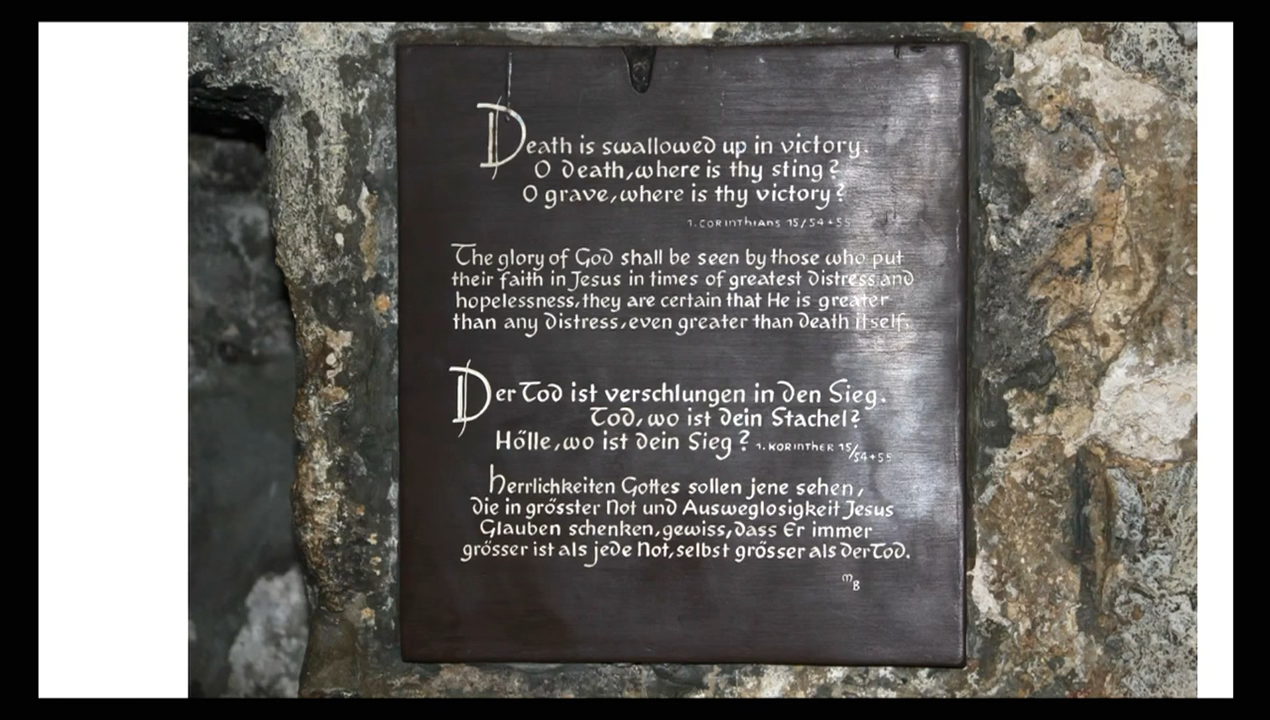 Death is swallowed up in victory.
O death, where is thy sting?
O grave, where is thy victory?
1. CORINTHIANS 15/54+55
The glory of God shall be seen by those who put
their faith in Jesus in times of greatest distress and
hopelessness, they are certain that He is greater
than any distress, even greater than death itself.
Der Tod ist verschlungen in den Sieg.
Tod, wo ist dein Stachel?
Hölle, wo ist dein Sieg? 1. KORINTHER 15/54+55
Herrlichkeiten Gottes sollen jene sehen,
die in grösster Not und Ausweglosigkeit Jesus
Glauben schenken, gewiss, dass Er immer
grösser ist als jede Not, selbst grösser als der Tod.
mB